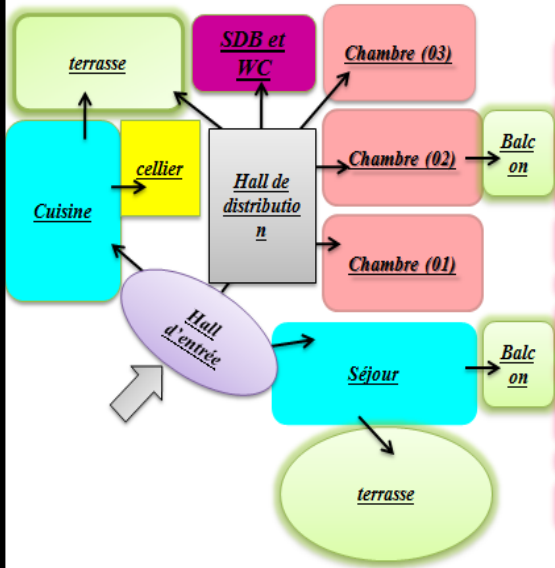 terrasse
SDB et
WC
Chambre (03)
cellier
Cuisine
Hall de
distributio
n
Chambre (02)
Balc
on
Chambre (01)
Hall
d'entrée
Séjour
Balc
on
terrasse